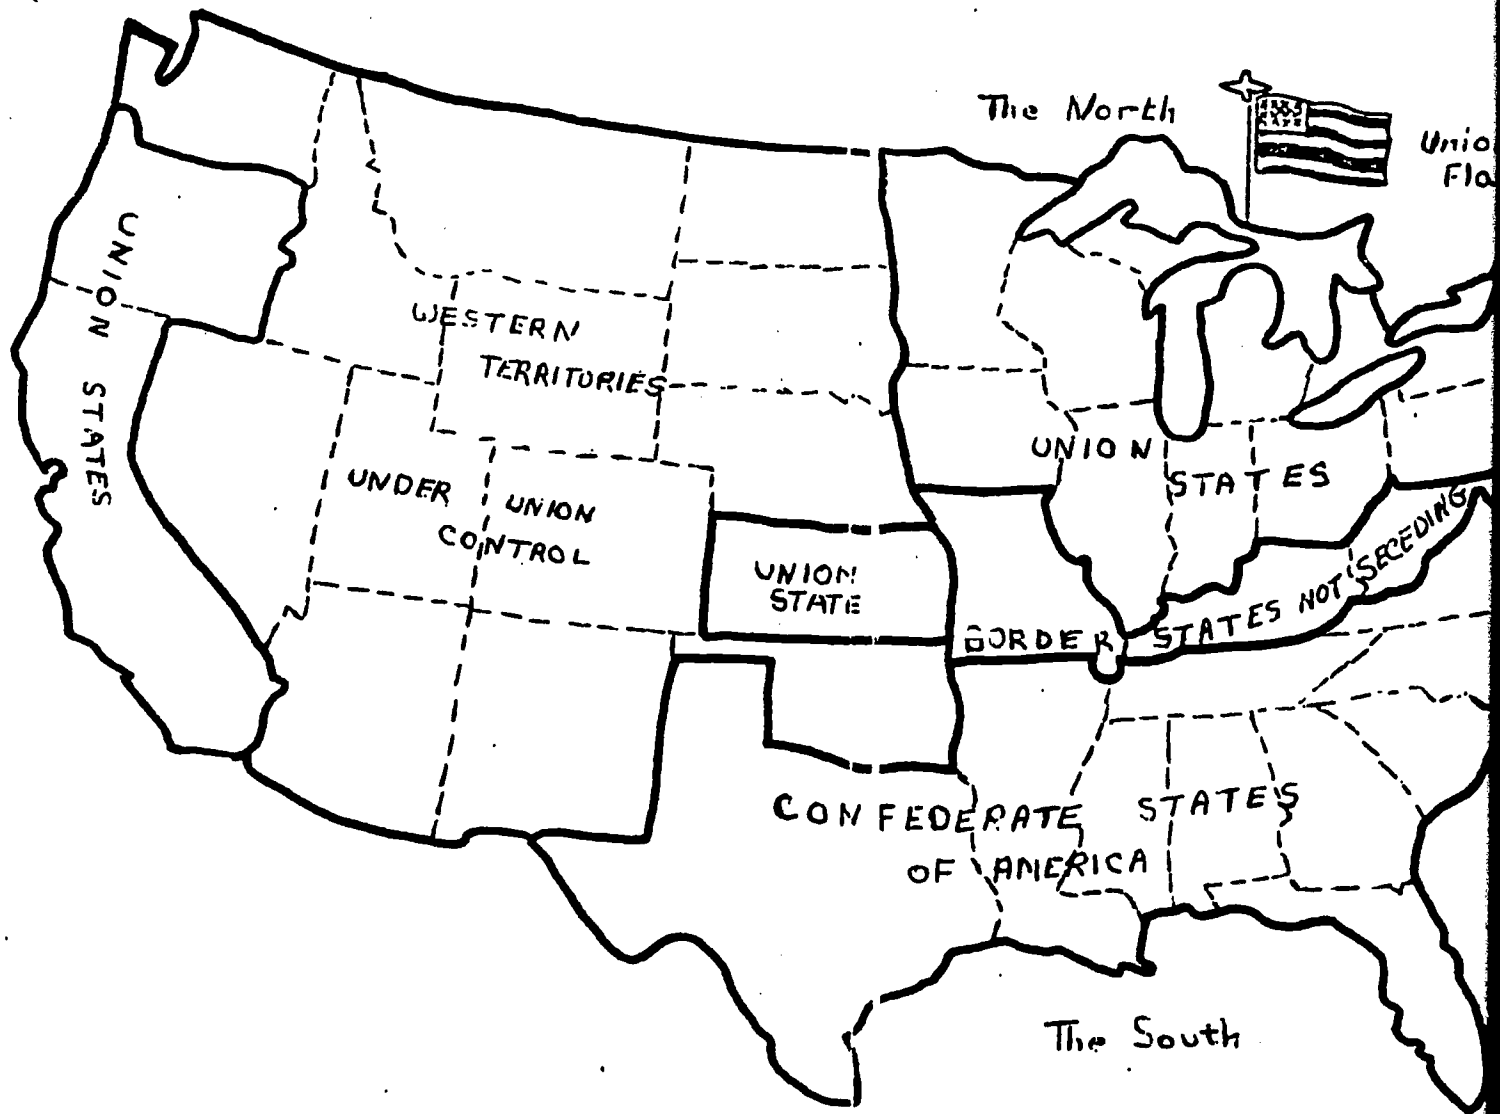 The North
Unio
Fla
UNION STATES
WESTERN
TERRITORIES
UNDER UNION
CONTROL
UNION
STATE
UNION STATES
BORDER STATES NOT SECEDING
CONFEDERATE STATES
OF AMERICA
The South